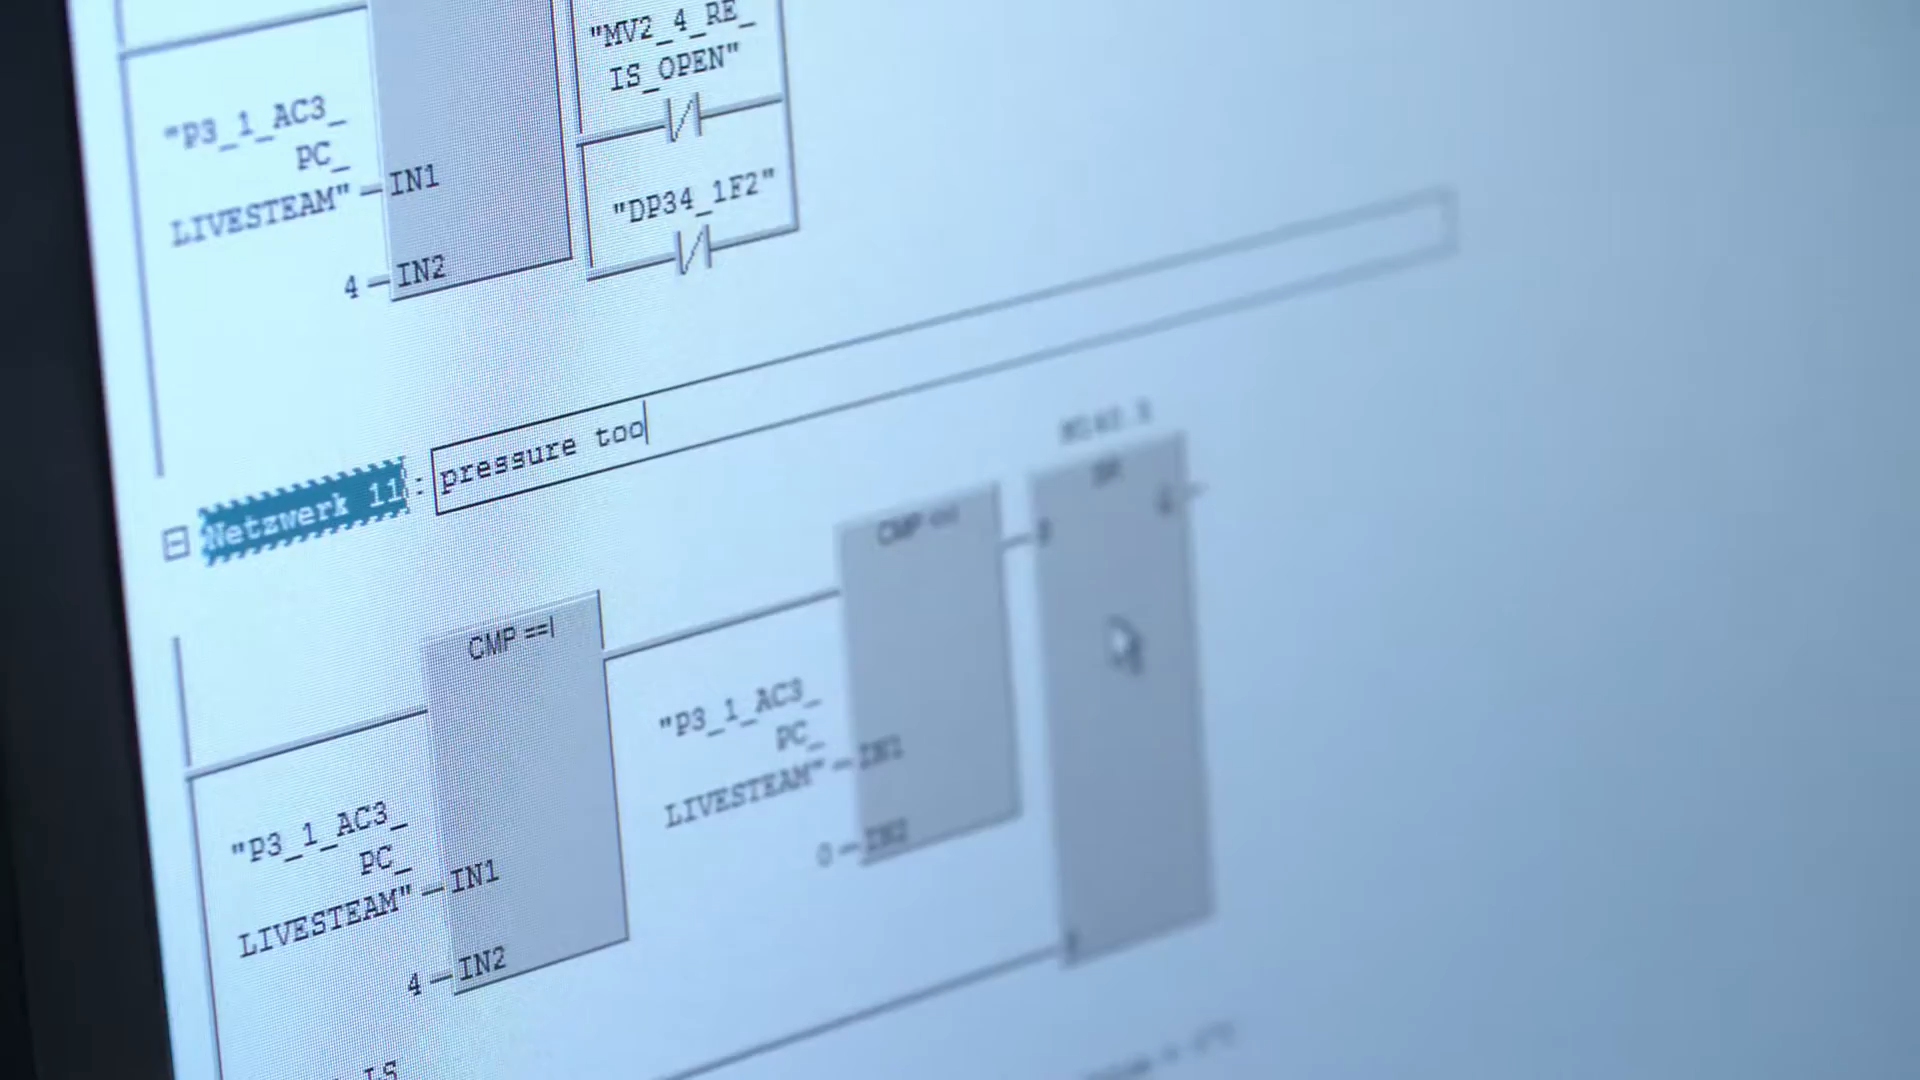 "MV2_4_RE_
IS_OPEN"
"P3_1_AC3_
PC_
LIVESTEAM"
IN1
"DP34_1F2"
4
IN2
Netzwerk 11 : pressure too
CMP ==I
"P3_1_AC3_
PC_
LIVESTEAM"
IN1
4
IN2
CMP
"P3_1_AC3_
PC_
LIVESTEAM"
IN1
0
IN2